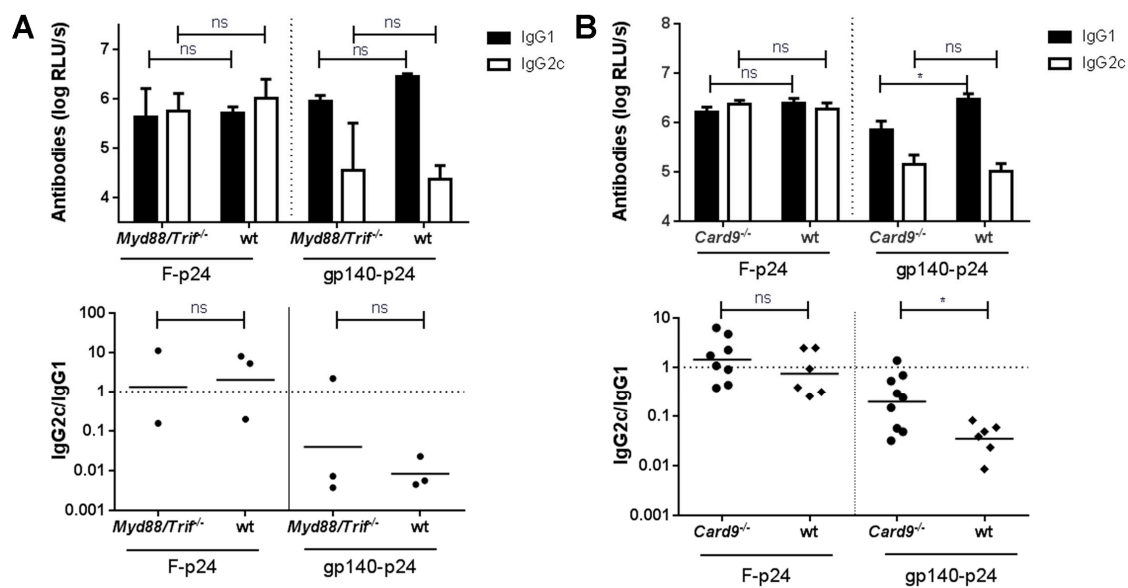 A
Antibodies (log RLU/s)
7
6
5
4
ns
ns
ns
ns
IgG1
IgG2c
Myd88/Trif-/-
wt
Myd88/Trif-/-
wt
F-p24
gp140-p24
IgG2c/IgG1
100
10
1
0.1
0.01
0.001
ns
ns
Myd88/Trif-/-
wt
Myd88/Trif-/-
wt
F-p24
gp140-p24
B
Antibodies (log RLU/s)
8
7
6
5
4
ns
ns
ns
*
IgG1
IgG2c
Card9-/-
wt
Card9-/-
wt
F-p24
gp140-p24
IgG2c/IgG1
10
1
0.1
0.01
0.001
ns
*
Card9-/-
wt
Card9-/-
wt
F-p24
gp140-p24